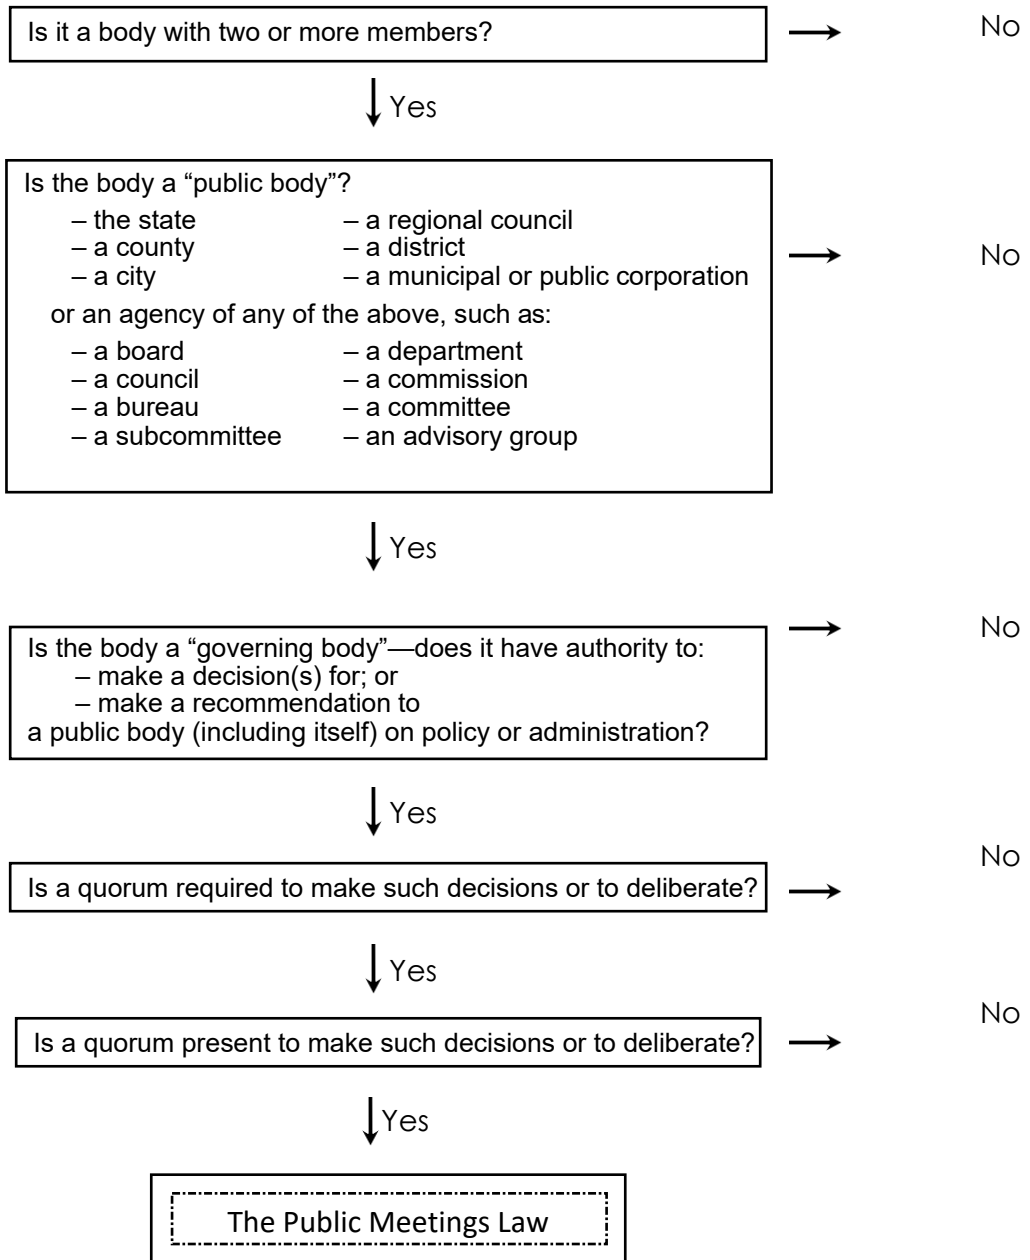 Is it a body with two or more members?
No
Yes
Is the body a “public body”?
– the state – a regional council
– a county – a district
– a city – a municipal or public corporation
No
or an agency of any of the above, such as:
– a board – a department
– a council – a commission
– a bureau – a committee
– a subcommittee – an advisory group
Yes
No
Is the body a “governing body”—does it have authority to:
– make a decision(s) for; or
– make a recommendation to
a public body (including itself) on policy or administration?
Yes
No
Is a quorum required to make such decisions or to deliberate?
Yes
No
Is a quorum present to make such decisions or to deliberate?
Yes
The Public Meetings Law